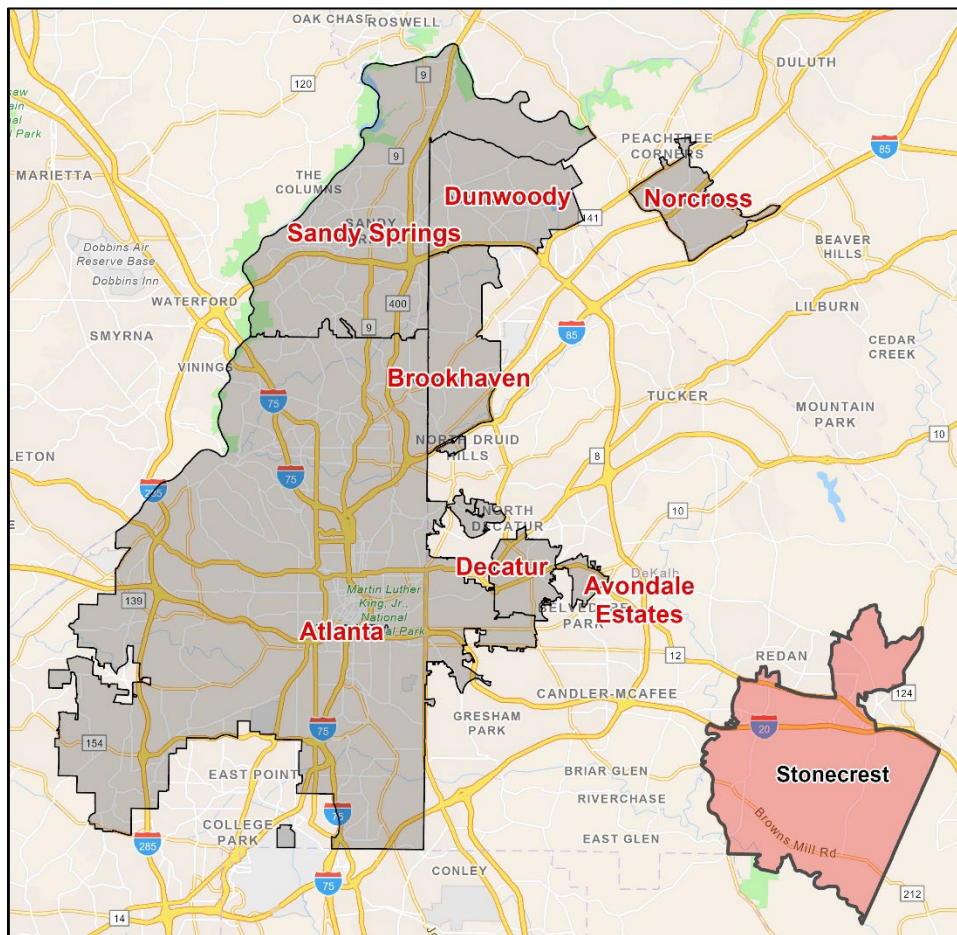 OAK CHASE
ROSWELL
9
120
DULUTH
PEACHTREE
CORNERS
85
MARIETTA
THE
COLUMNS
9
Dunwoody
141
Norcross
Sandy Springs
BEAVER
HILLS
Dobbins Air
Reserve Base
Dobbins Inn
WATERFORD
400
9
LILBURN
SMYRNA
85
CEDAR
CREEK
VININGS
Brookhaven
75
TUCKER
MOUNTAIN
PARK
10
NORTH DRUID
HILLS
8
75
285
10
NORTH
DECATUR
Decatur
DeKalb
Avondale
Estates
PARK
139
Martin Luther
King, Jr.,
National
Park
Atlanta
12
REDAN
124
CANDLER-MCAFEE
GRESHAM
PARK
75
20
154
Stonecrest
EAST POINT
BRIAR GLEN
RIVERCHASE
75
COLLEGE
PARK
EAST GLEN
Browns Mill Rd
285
CONLEY
75
212
14